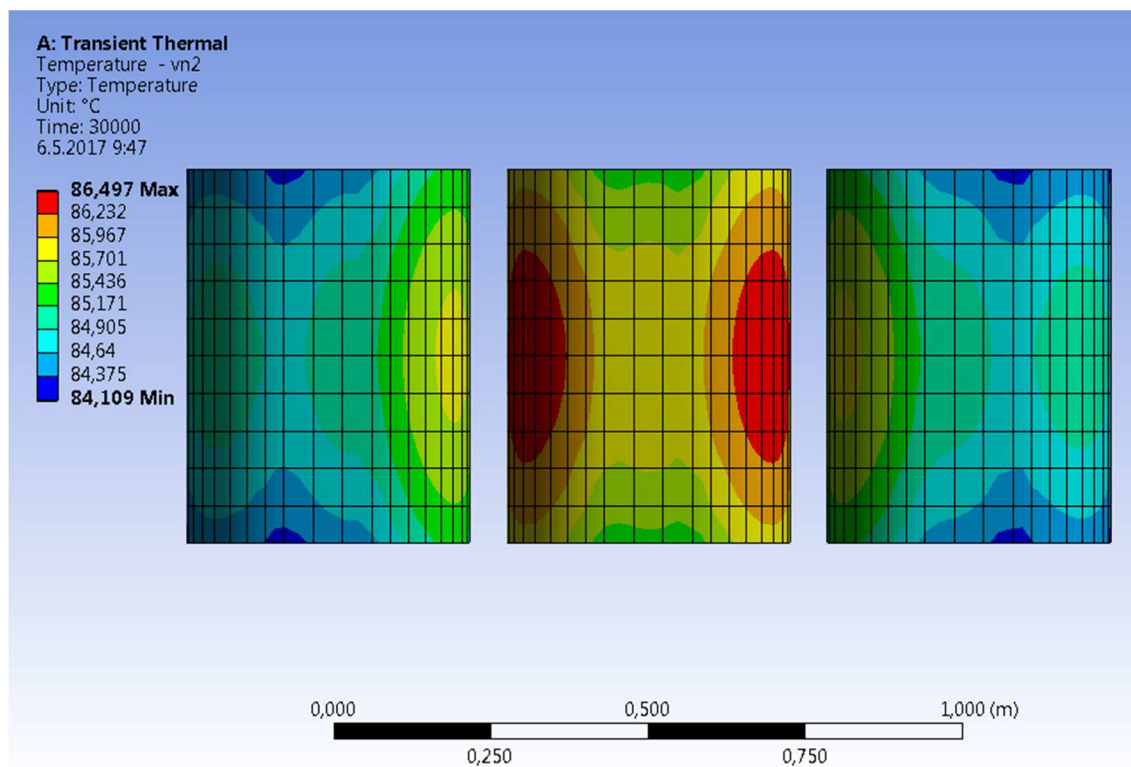 A: Transient Thermal
Temperature - vn2
Type: Temperature
Unit: °C
Time: 30000
6.5.2017 9:47
86,497 Max
86,232
85,967
85,701
85,436
85,171
84,905
84,64
84,375
84,109 Min
0,000 0,500 1,000 (m)
0,250 0,750